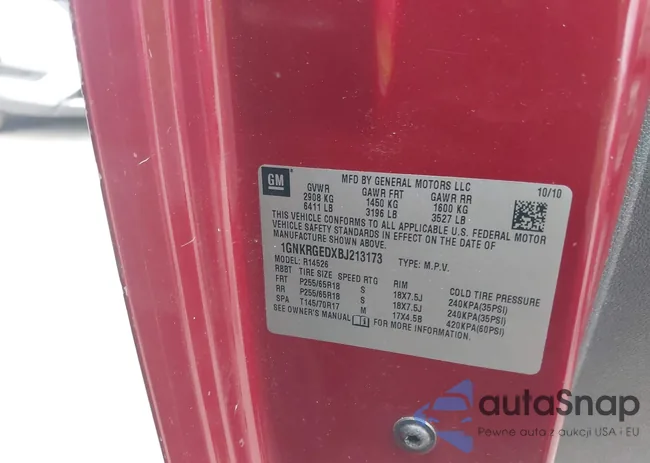 GM
MFD BY GENERAL MOTORS LLC
10/10
GVWR GAWR FRT GAWR RR
2908 KG 1450 KG 1600 KG
6411 LB 3196 LB 3527 LB
THIS VEHICLE CONFORMS TO ALL APPLICABLE U.S. FEDERAL MOTOR
VEHICLE SAFETY STANDARDS IN EFFECT ON THE DATE OF
MANUFACTURE SHOWN ABOVE.
1GNKRGEDXBJ213173 TYPE: M.P.V.
MODEL: R14526
RBBT TIRE SIZE SPEED RTG RIM COLD TIRE PRESSURE
FRT P255/65R18 S 18X7.5J 240KPA(35PSI)
RR P255/65R18 S 18X7.5J 240KPA(35PSI)
SPA T145/70R17 M 17X4.5B 420KPA(60PSI)
SEE OWNER'S MANUAL FOR MORE INFORMATION.
autaSnap
Pewne auta z aukcji USA i EU